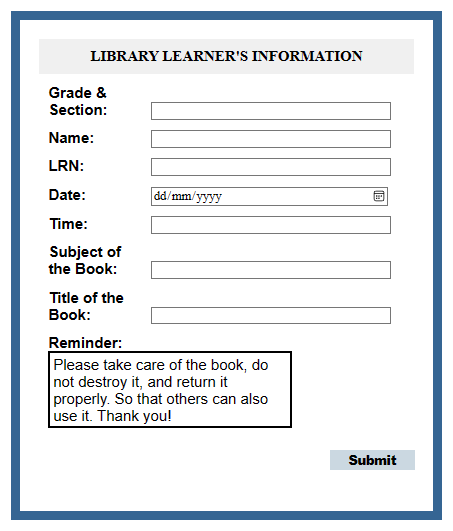 LIBRARY LEARNER'S INFORMATION
Grade &
Section:
Name:
LRN:
Date:
dd/mm/yyyy
Time:
Subject of
the Book:
Title of the
Book:
Reminder:
Please take care of the book, do
not destroy it, and return it
properly. So that others can also
use it. Thank you!
Submit